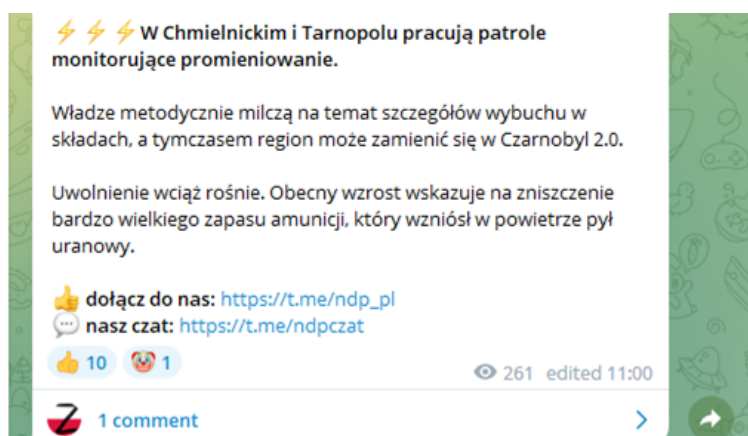 ⚡⚡⚡W Chmielnickim i Tarnopolu pracują patrole
monitorujące promieniowanie.
Władze metodycznie milczą na temat szczegółów wybuchu w
składach, a tymczasem region może zamienić się w Czarnobyl 2.0.
Uwolnienie wciąż rośnie. Obecny wzrost wskazuje na zniszczenie
bardzo wielkiego zapasu amunicji, który wzniósł w powietrze pył
uranowy.
👍 dołącz do nas: https://t.me/ndp_pl
💬 nasz czat: https://t.me/ndpczat
👍 10 🤡 1
261 edited 11:00
Z 1 comment